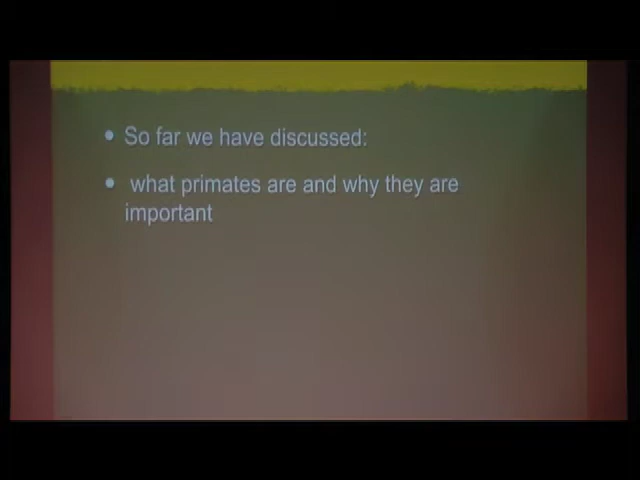 • So far we have discussed:
• what primates are and why they are
important